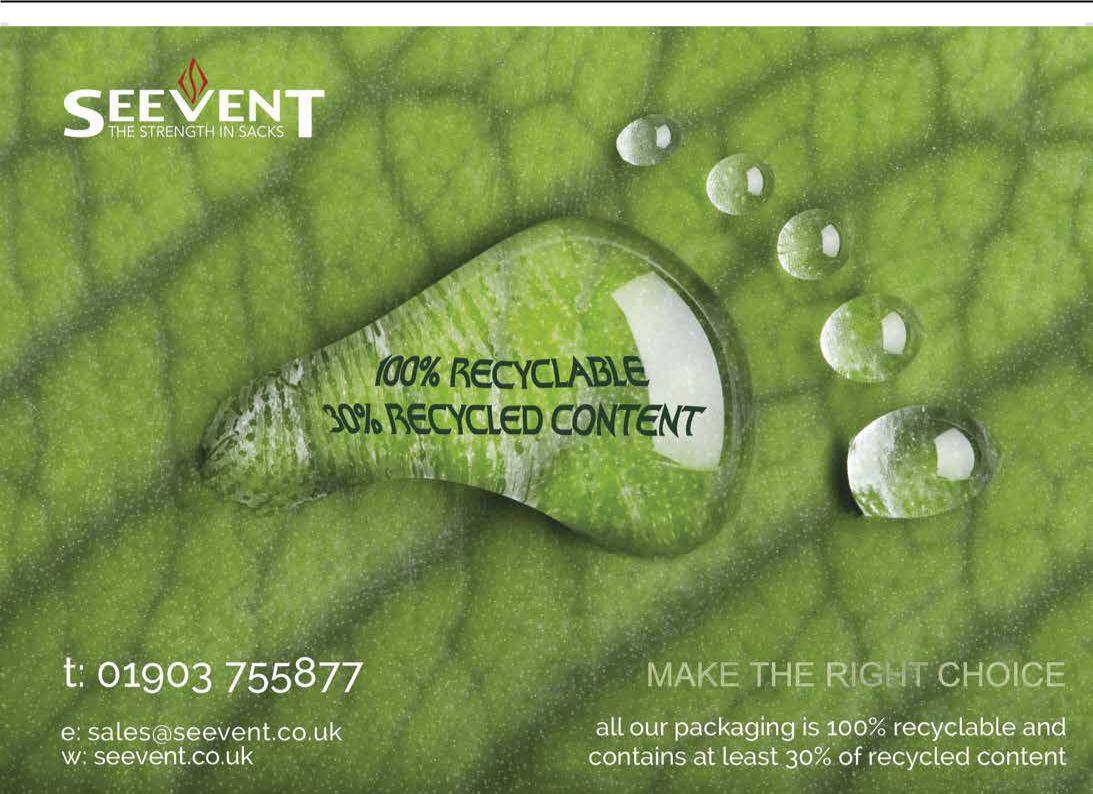 SEEVENT
THE STRENGTH IN SACKS
100% RECYCLABLE
30% RECYCLED CONTENT
t: 01903 755877
e: sales@seevent.co.uk
w: seevent.co.uk
MAKE THE RIGHT CHOICE
all our packaging is 100% recyclable and
contains at least 30% of recycled content